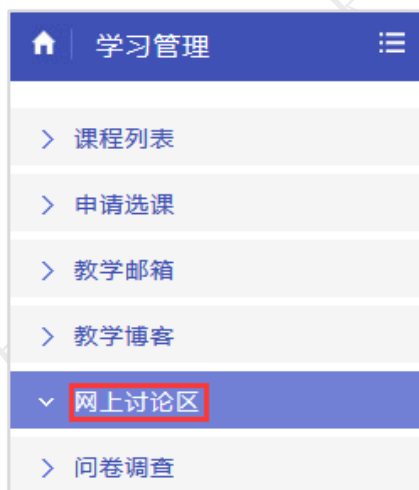 学习管理
课程列表
申请选课
教学邮箱
教学博客
网上讨论区
问卷调查